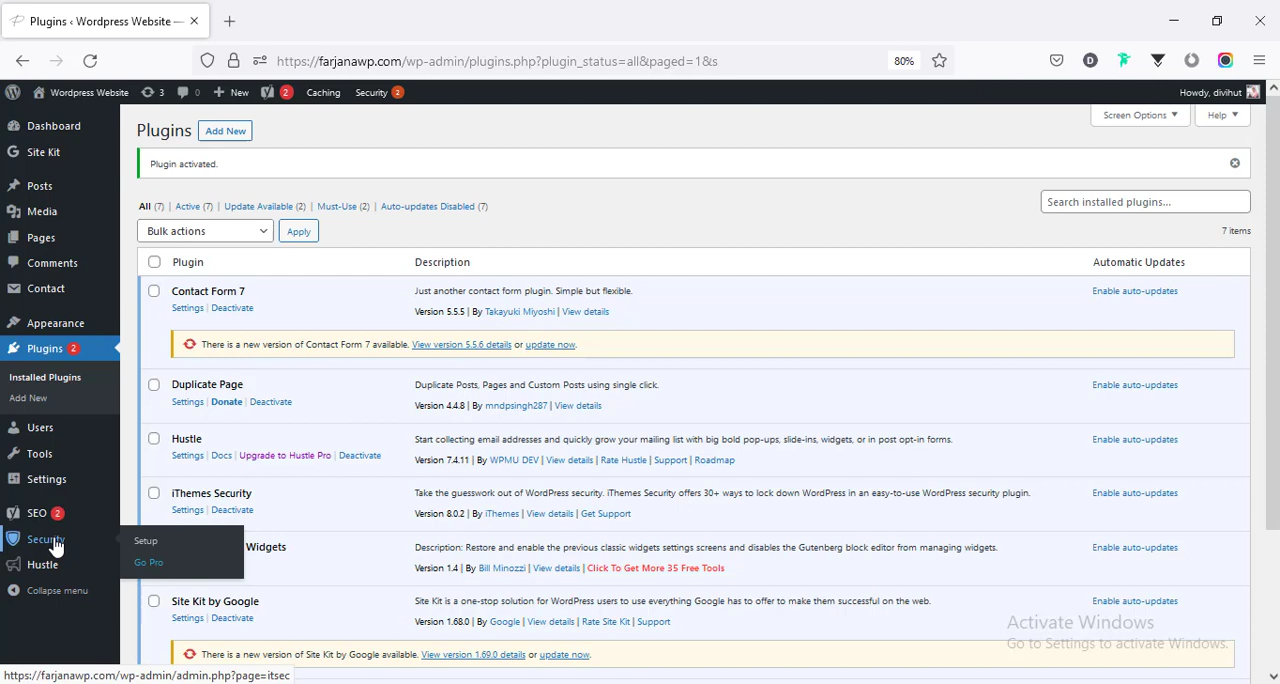 Plugins ‹ Wordpress Website —
https://farjanawp.com/wp-admin/plugins.php?plugin_status=all&paged=1&s
80%
Wordpress Website 3 0 New 2 Caching Security 2 Howdy, divihut
Screen Options Help
Dashboard
Site Kit
Posts
Media
Pages
Comments
Contact
Appearance
Plugins 2
Installed Plugins
Add New
Users
Tools
Settings
SEO 2
Security
Hustle
Collapse menu
Setup
Go Pro
Plugins Add New
Plugin activated.
All (7) | Active (7) | Update Available (2) | Must-Use (2) | Auto-updates Disabled (7)
Search installed plugins...
Bulk actions Apply 7 items
Plugin Description Automatic Updates
Contact Form 7 Just another contact form plugin. Simple but flexible. Enable auto-updates
Settings | Deactivate Version 5.5.5 | By Takayuki Miyoshi | View details
There is a new version of Contact Form 7 available. View version 5.5.6 details or update now.
Duplicate Page Duplicate Posts, Pages and Custom Posts using single click. Enable auto-updates
Settings | Donate | Deactivate Version 4.4.8 | By mndpsingh287 | View details
Hustle Start collecting email addresses and quickly grow your mailing list with big bold pop-ups, slide-ins, widgets, or in post opt-in forms. Enable auto-updates
Settings | Docs | Upgrade to Hustle Pro | Deactivate Version 7.4.11 | By WPMU DEV | View details | Rate Hustle | Support | Roadmap
iThemes Security Take the guesswork out of WordPress security. iThemes Security offers 30+ ways to lock down WordPress in an easy-to-use WordPress security plugin. Enable auto-updates
Settings | Deactivate Version 8.0.2 | By iThemes | View details | Get Support
Widgets Description: Restore and enable the previous classic widgets settings screens and disables the Gutenberg block editor from managing widgets. Enable auto-updates
Version 1.4 | By Bill Minozzi | View details | Click To Get More 35 Free Tools
Site Kit by Google Site Kit is a one-stop solution for WordPress users to use everything Google has to offer to make them successful on the web. Enable auto-updates
Settings | Deactivate Version 1.68.0 | By Google | View details | Rate Site Kit | Support
There is a new version of Site Kit by Google available. View version 1.69.0 details or update now.
Activate Windows
Go to Settings to activate Windows.
https://farjanawp.com/wp-admin/admin.php?page=itsec